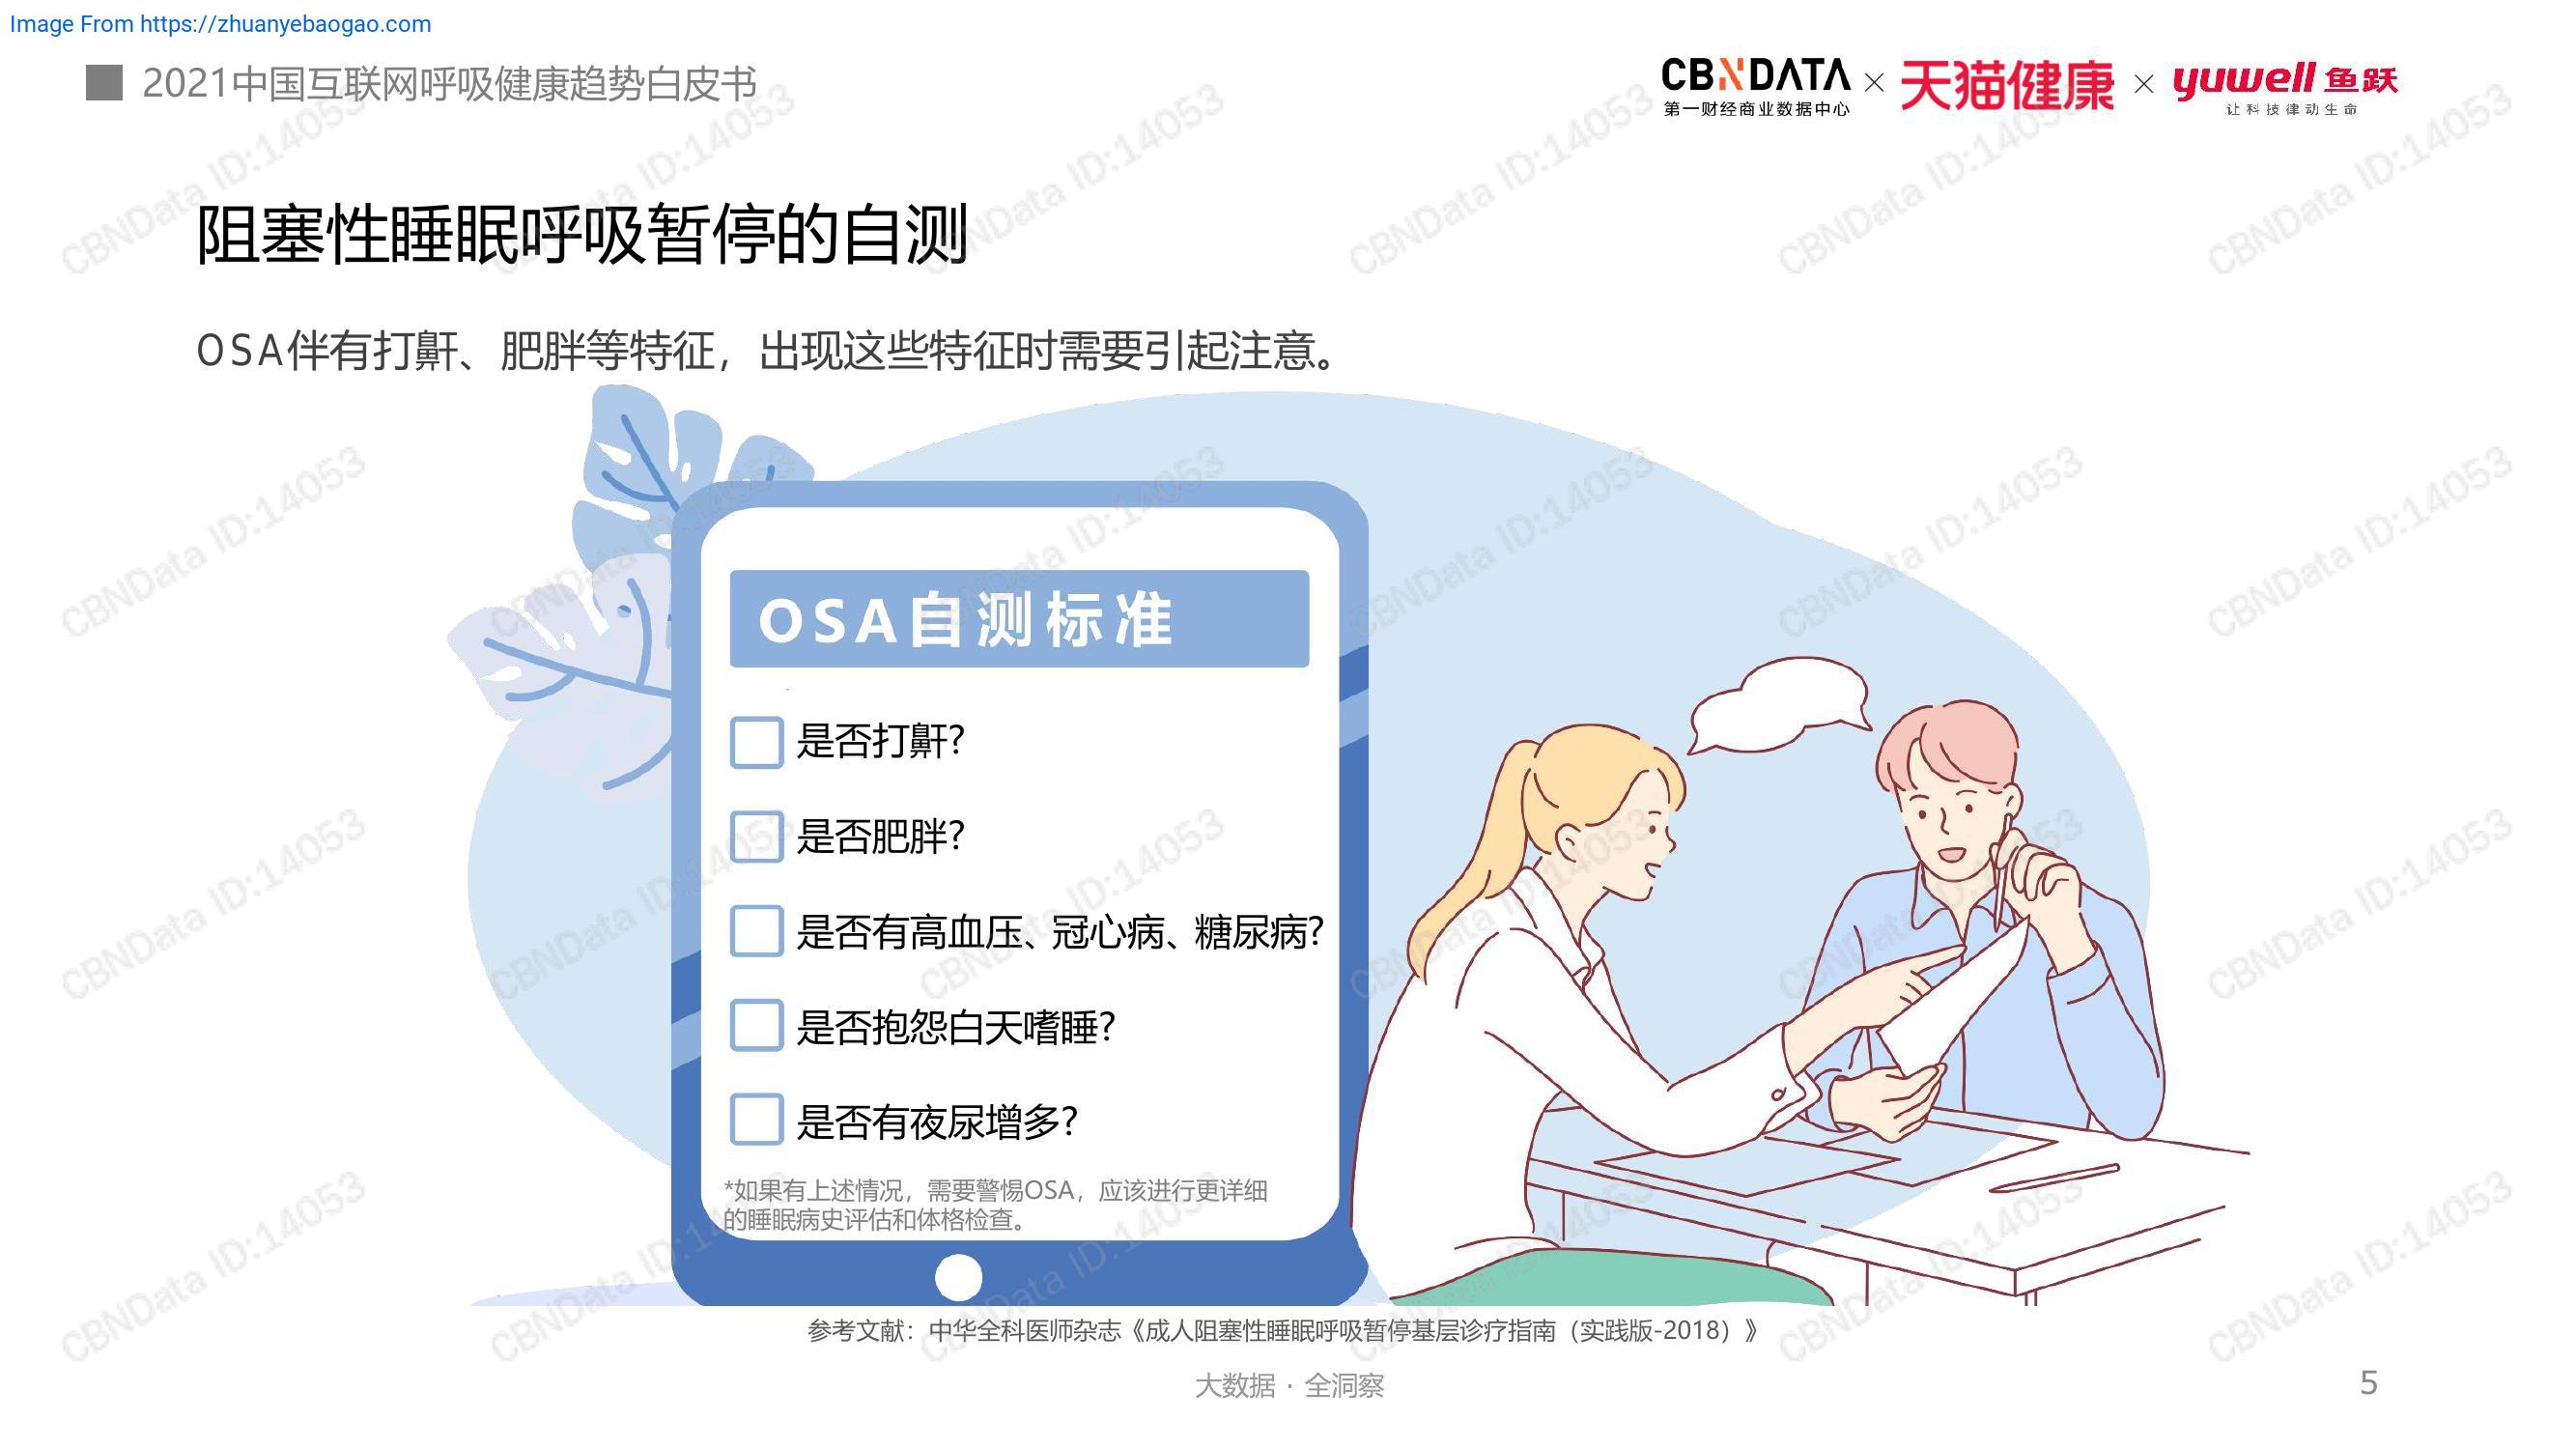 Image From https://zhuanyebaogao.com
2021中国互联网呼吸健康趋势白皮书
CBNDATA
第一财经商业数据中心
×
天猫健康
×
yuwell 鱼跃
让科技律动生命
阻塞性睡眠呼吸暂停的自测
OSA伴有打鼾、肥胖等特征，出现这些特征时需要引起注意。
OSA自测标准
是否打鼾?
是否肥胖?
是否有高血压、冠心病、糖尿病?
是否抱怨白天嗜睡?
是否有夜尿增多?
*如果有上述情况，需要警惕OSA，应该进行更详细
的睡眠病史评估和体格检查。
参考文献：中华全科医师杂志《成人阻塞性睡眠呼吸暂停基层诊疗指南（实践版-2018）》
大数据 · 全洞察
5
CBNData ID:14053